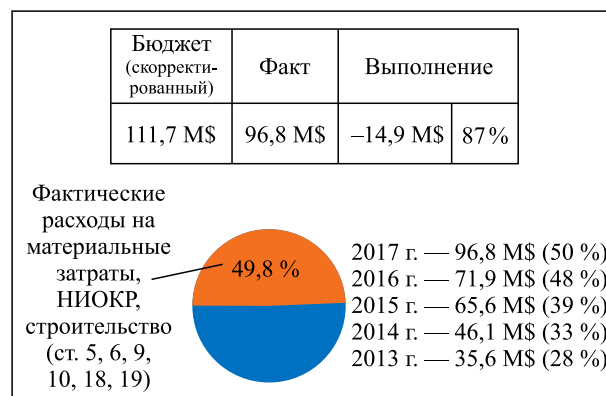 Бюджет
(скорректи-
рованный)
Факт
Выполнение
111,7 M$
96,8 M$
–14,9 M$
87 %
Фактические
расходы на
материальные
затраты,
НИОКР,
строительство
(ст. 5, 6, 9,
10, 18, 19)
49,8 %
2017 г. — 96,8 M$ (50 %)
2016 г. — 71,9 M$ (48 %)
2015 г. — 65,6 M$ (39 %)
2014 г. — 46,1 M$ (33 %)
2013 г. — 35,6 M$ (28 %)